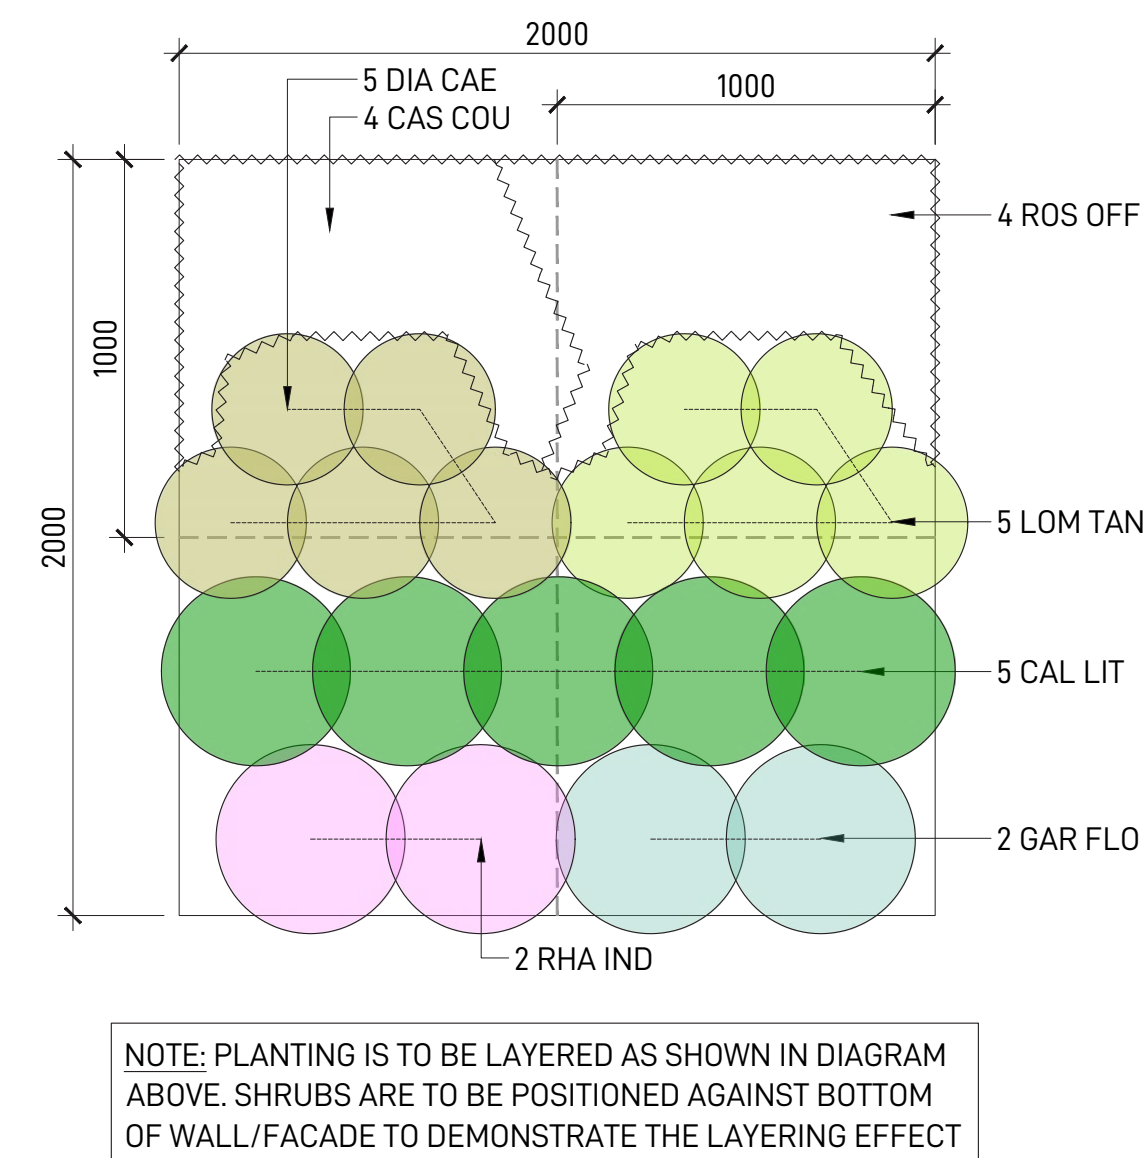 2000
5 DIA CAE
1000
4 CAS COU
4 ROS OFF
1000
2000
5 LOM TAN
5 CAL LIT
2 GAR FLO
2 RHA IND
NOTE: PLANTING IS TO BE LAYERED AS SHOWN IN DIAGRAM
ABOVE. SHRUBS ARE TO BE POSITIONED AGAINST BOTTOM
OF WALL/FACADE TO DEMONSTRATE THE LAYERING EFFECT